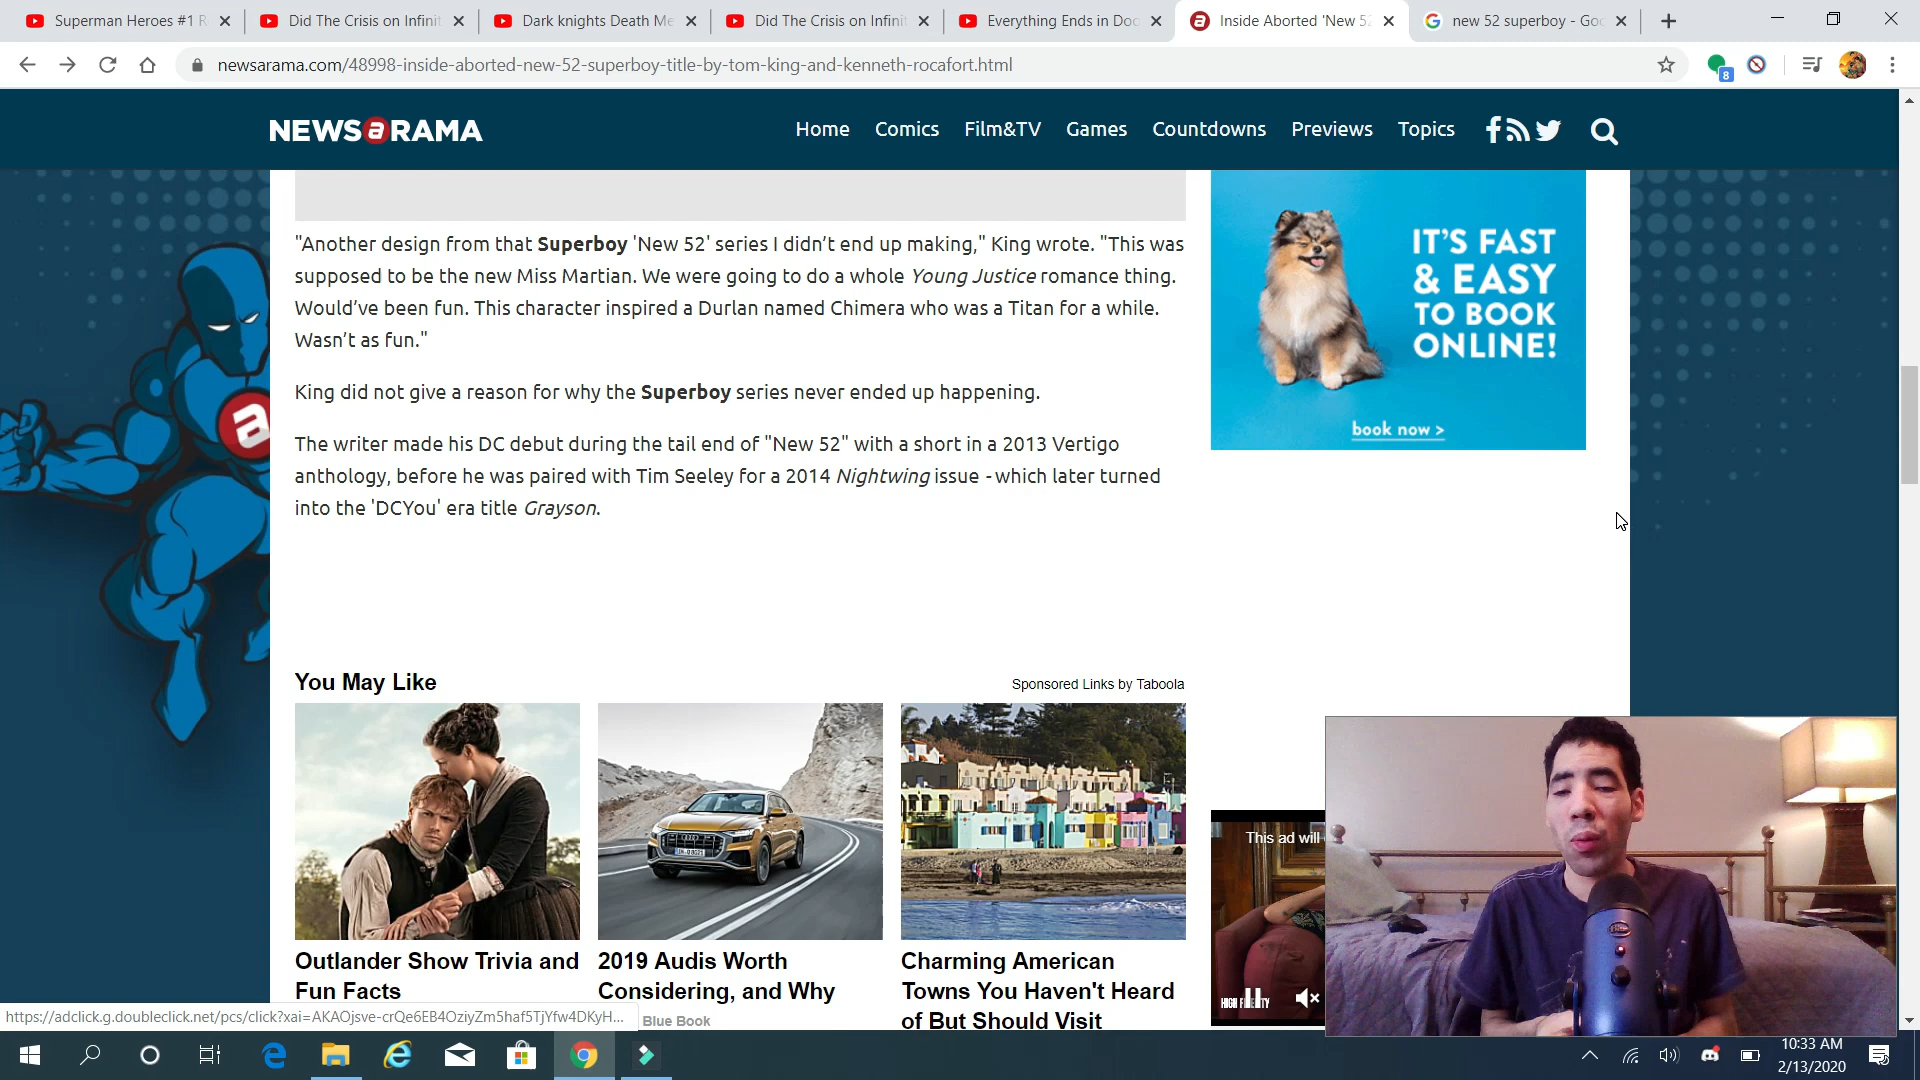 Superman Heroes #1 R
Did The Crisis on Infinit
Dark knights Death Me
Did The Crisis on Infinit
Everything Ends in Doo
Inside Aborted 'New 52
new 52 superboy - Goo
newsarama.com/48998-inside-aborted-new-52-superboy-title-by-tom-king-and-kenneth-rocafort.html
8
NEWSaRAMA
Home
Comics
Film&TV
Games
Countdowns
Previews
Topics
"Another design from that Superboy 'New 52' series I didn’t end up making," King wrote. "This was
supposed to be the new Miss Martian. We were going to do a whole Young Justice romance thing.
Would’ve been fun. This character inspired a Durlan named Chimera who was a Titan for a while.
Wasn’t as fun."
King did not give a reason for why the Superboy series never ended up happening.
The writer made his DC debut during the tail end of "New 52" with a short in a 2013 Vertigo
anthology, before he was paired with Tim Seeley for a 2014 Nightwing issue - which later turned
into the 'DCYou' era title Grayson.
IT'S FAST
& EASY
TO BOOK
ONLINE!
book now >
You May Like
Sponsored Links by Taboola
Outlander Show Trivia and
Fun Facts
2019 Audis Worth
Considering, and Why
Blue Book
Charming American
Towns You Haven't Heard
of But Should Visit
This ad will
HIGH FIDELITY
https://adclick.g.doubleclick.net/pcs/click?xai=AKAOjsve-crQe6EB4OziyZm5haf5TjYfw4DKyH...
10:33 AM
2/13/2020